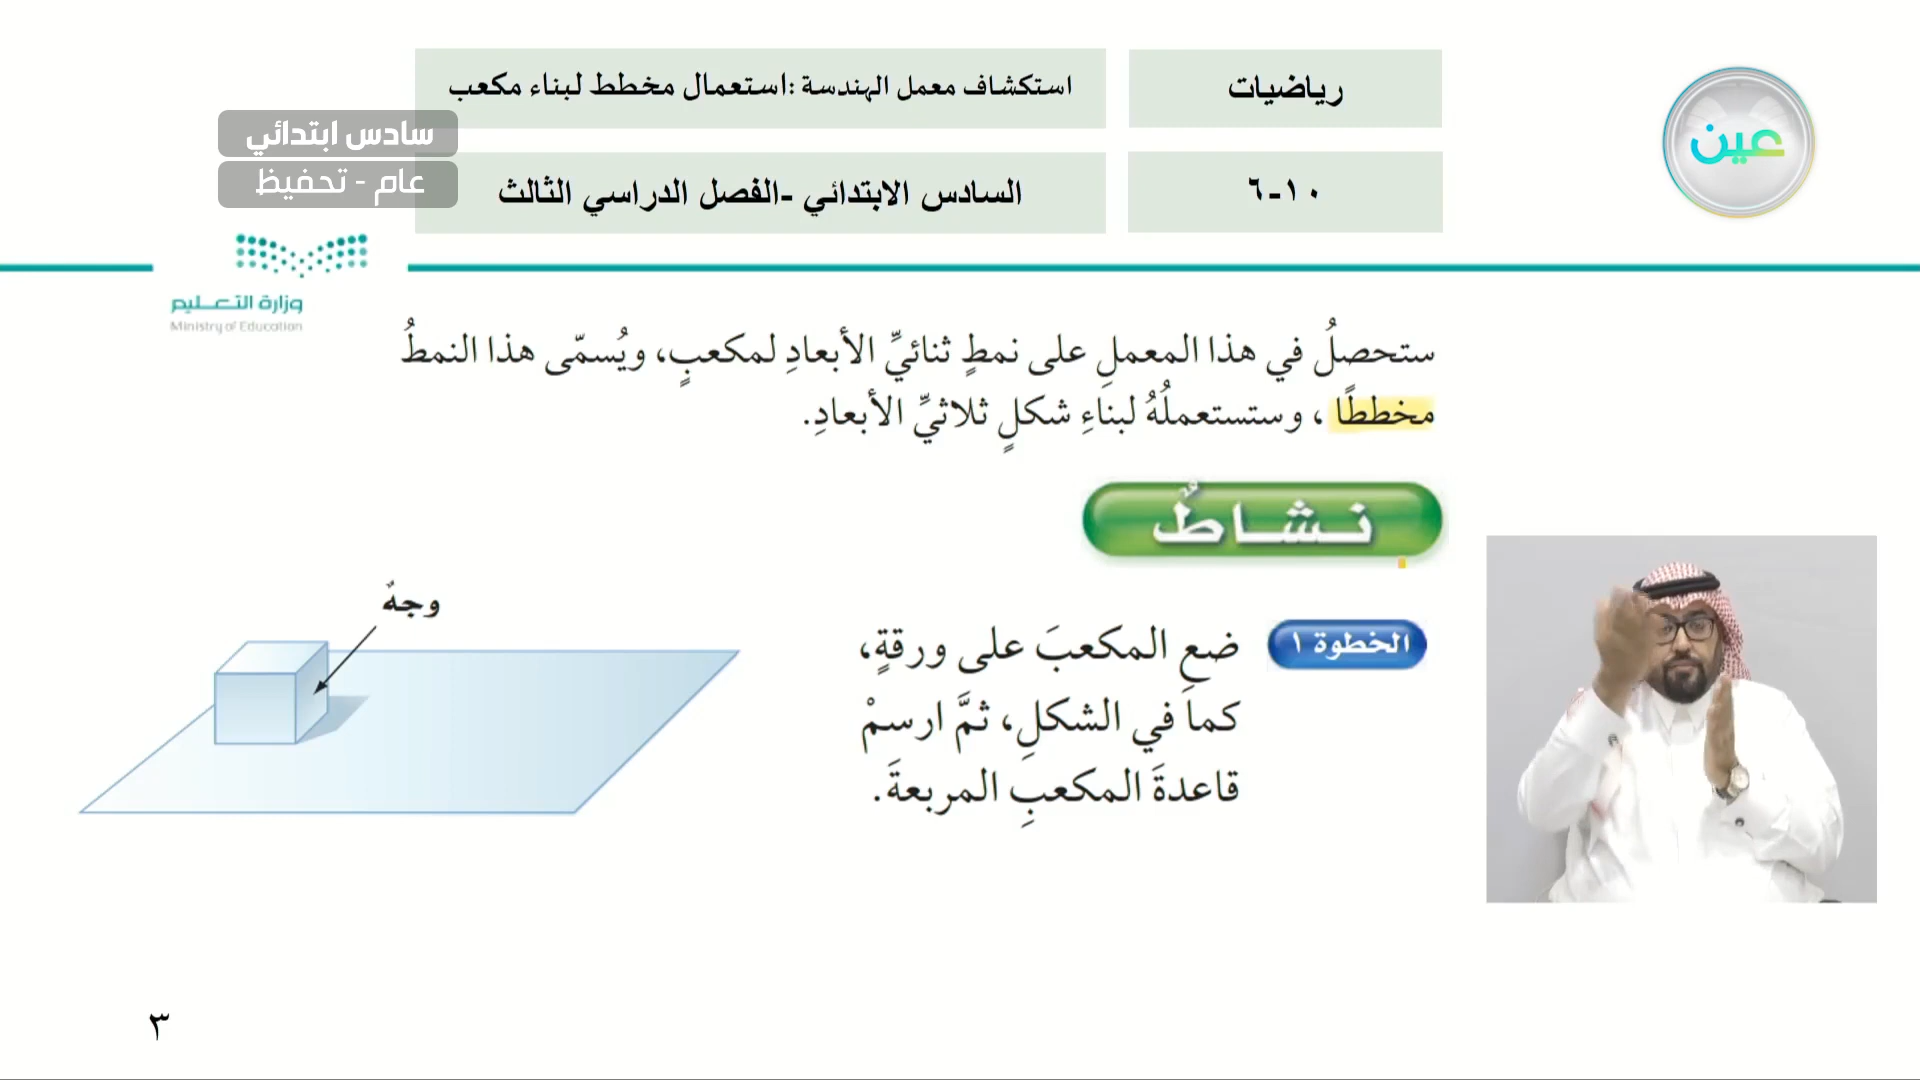 رياضيات
استكشاف معمل الهندسة :استعمال مخطط لبناء مكعب
عين
سادس ابتدائي
عام - تحفيظ
١٠-٦
السادس الابتدائي -الفصل الدراسي الثالث
وزارة التعـــليم
Ministry of Education
ستحصلُ في هذا المعملِ على نمطٍ ثنائيِّ الأبعادِ لمكعبٍ، ويُسمّى هذا النمطُ
مخططًا ، وستستعملُهُ لبناءِ شكلٍ ثلاثيِّ الأبعادِ.
نـشـاطٌ
وجهٌ
الخطوة ١
ضعِ المكعبَ على ورقةٍ،
كما في الشكلِ، ثمَّ ارسمْ
قاعدةَ المكعبِ المربعةَ.
٣